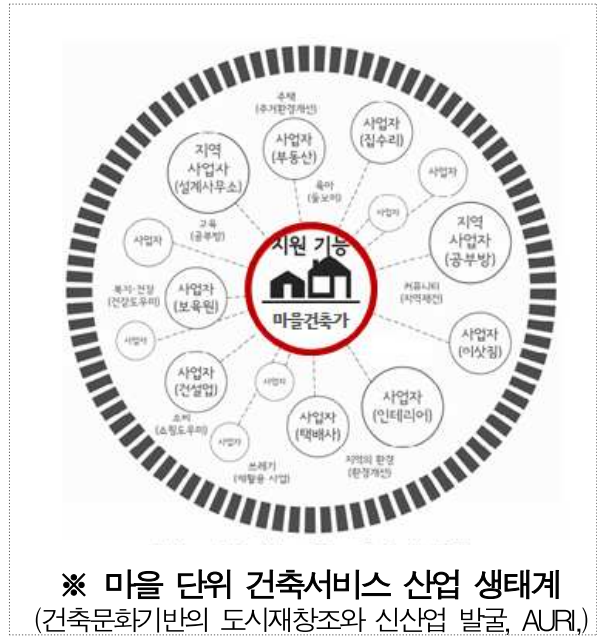 주택
(주거환경개선)
사업자
(부동산)
사업자
(집수리)
지역
사업자
(설계사무소)
사업자
육아
(돌보미)
사업자
교육
(공부방)
지역
사업자
(공부방)
사업자
지원 기능
마을건축가
커뮤니티
(지역재건)
복지·건강
(건강도우미)
사업자
(보육원)
사업자
사업자
(이삿짐)
사업자
(건설업)
사업자
사업자
(인테리어)
소비
(쇼핑도우미)
사업자
사업자
(택배사)
쓰레기
(재활용 사업)
지역의 환경
(환경개선)
※ 마을 단위 건축서비스 산업 생태계
(건축문화기반의 도시재창조와 신산업 발굴, AURI,)